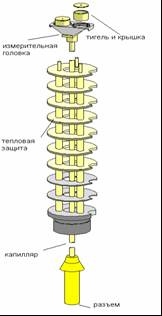 тигель и крышка
измерительная
головка
тепловая
защита
капилляр
разъем